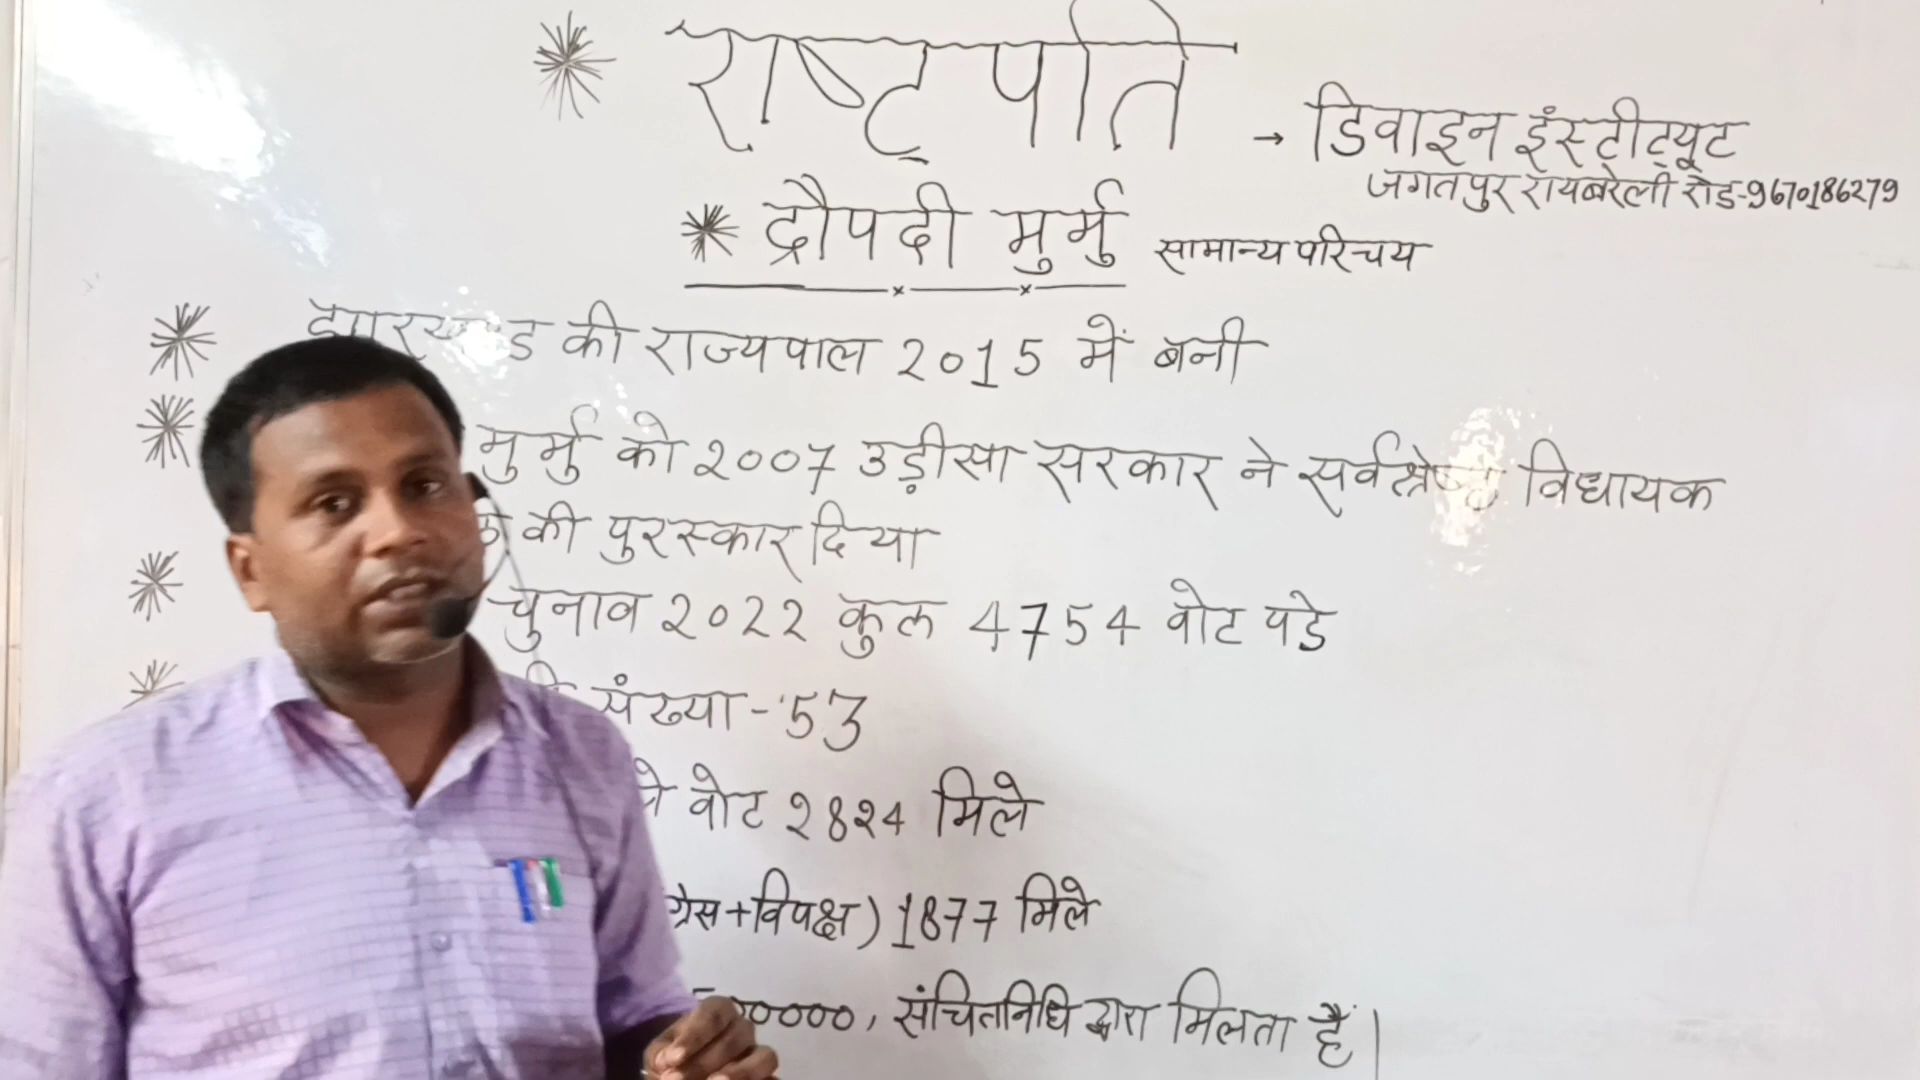 राष्ट्रपति
→ डिवाइन इंस्टीट्यूट
जगतपुर रायबरेली रोड-9670186279
द्रौपदी मुर्मु सामान्य परिचय
की राज्यपाल 2015 में बनी
मुर्मु को 2007 उड़ीसा सरकार ने सर्वश्रेष्ठ विधायक
की पुरस्कार दिया
चुनाव 2022 कुल 4754 वोट पडे
संख्या-53
वोट 2824 मिले
ग्रेस+विपक्ष) 1877 मिले
00000, संचितनिधि द्वारा मिलता है।